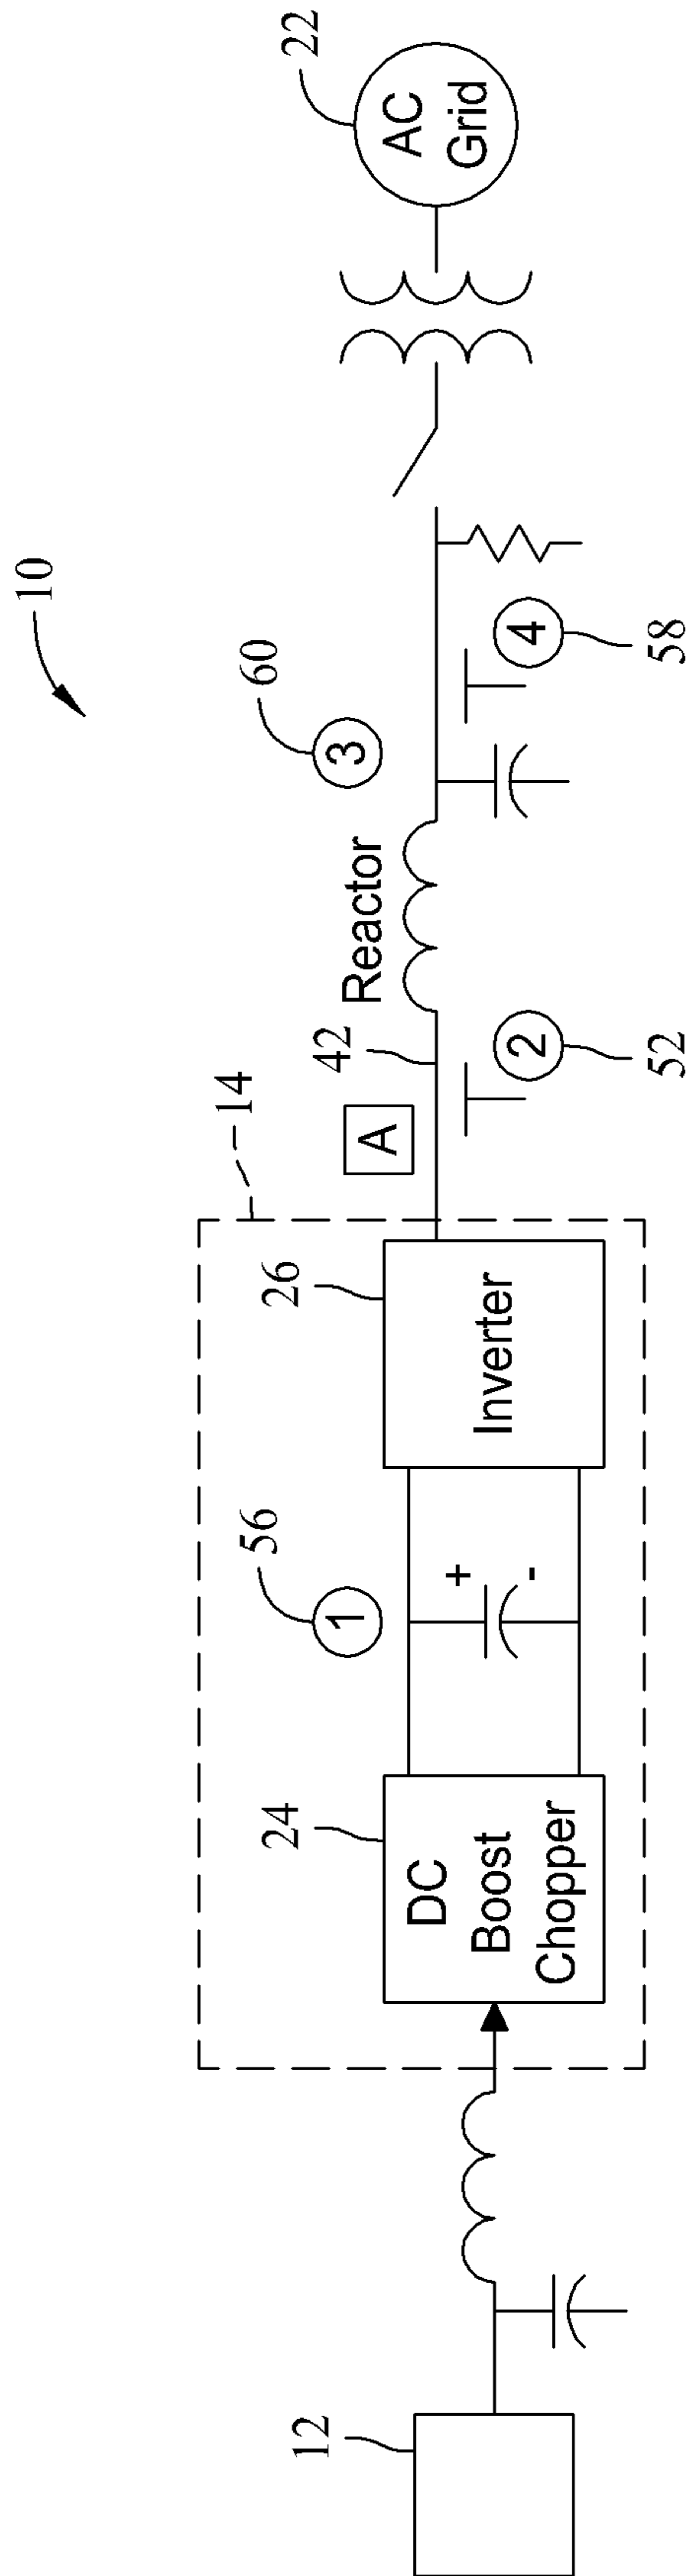 10
12
24
DC
Boost
Chopper
1
56
+
-
26
Inverter
14
A
42
2
52
Reactor
3
60
4
58
AC
Grid
22